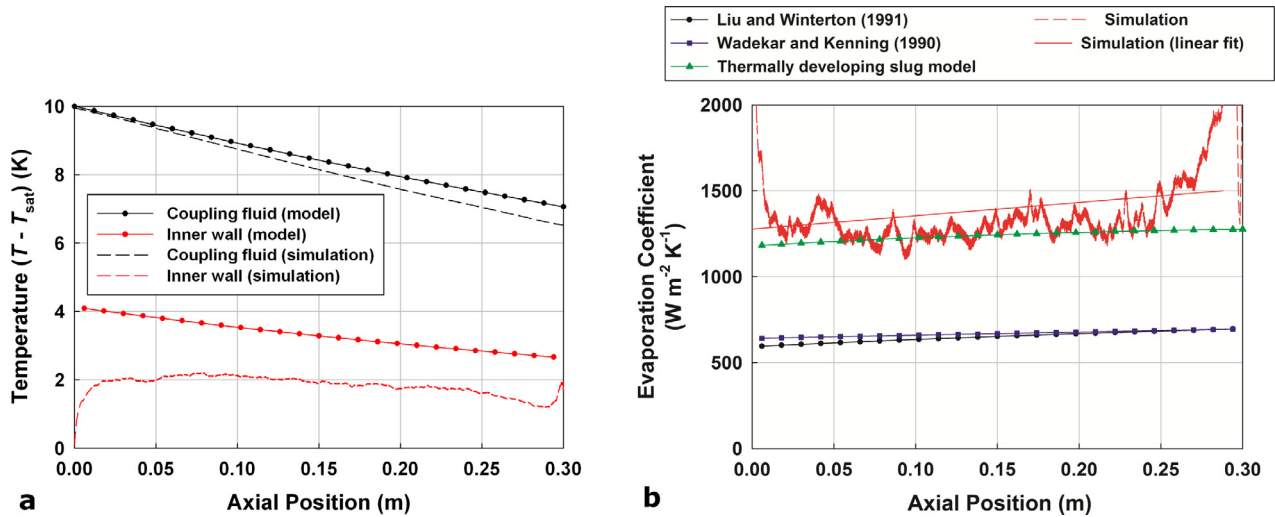 10
8
6
4
2
0
Temperature (T - Tsat) (K)
Coupling fluid (model)
Inner wall (model)
Coupling fluid (simulation)
Inner wall (simulation)
0.00 0.05 0.10 0.15 0.20 0.25 0.30
Axial Position (m)
a
Liu and Winterton (1991)
Wadekar and Kenning (1990)
Thermally developing slug model
Simulation
Simulation (linear fit)
2000
1500
1000
500
0
Evaporation Coefficient
(W m-2 K-1)
0.00 0.05 0.10 0.15 0.20 0.25 0.30
Axial Position (m)
b